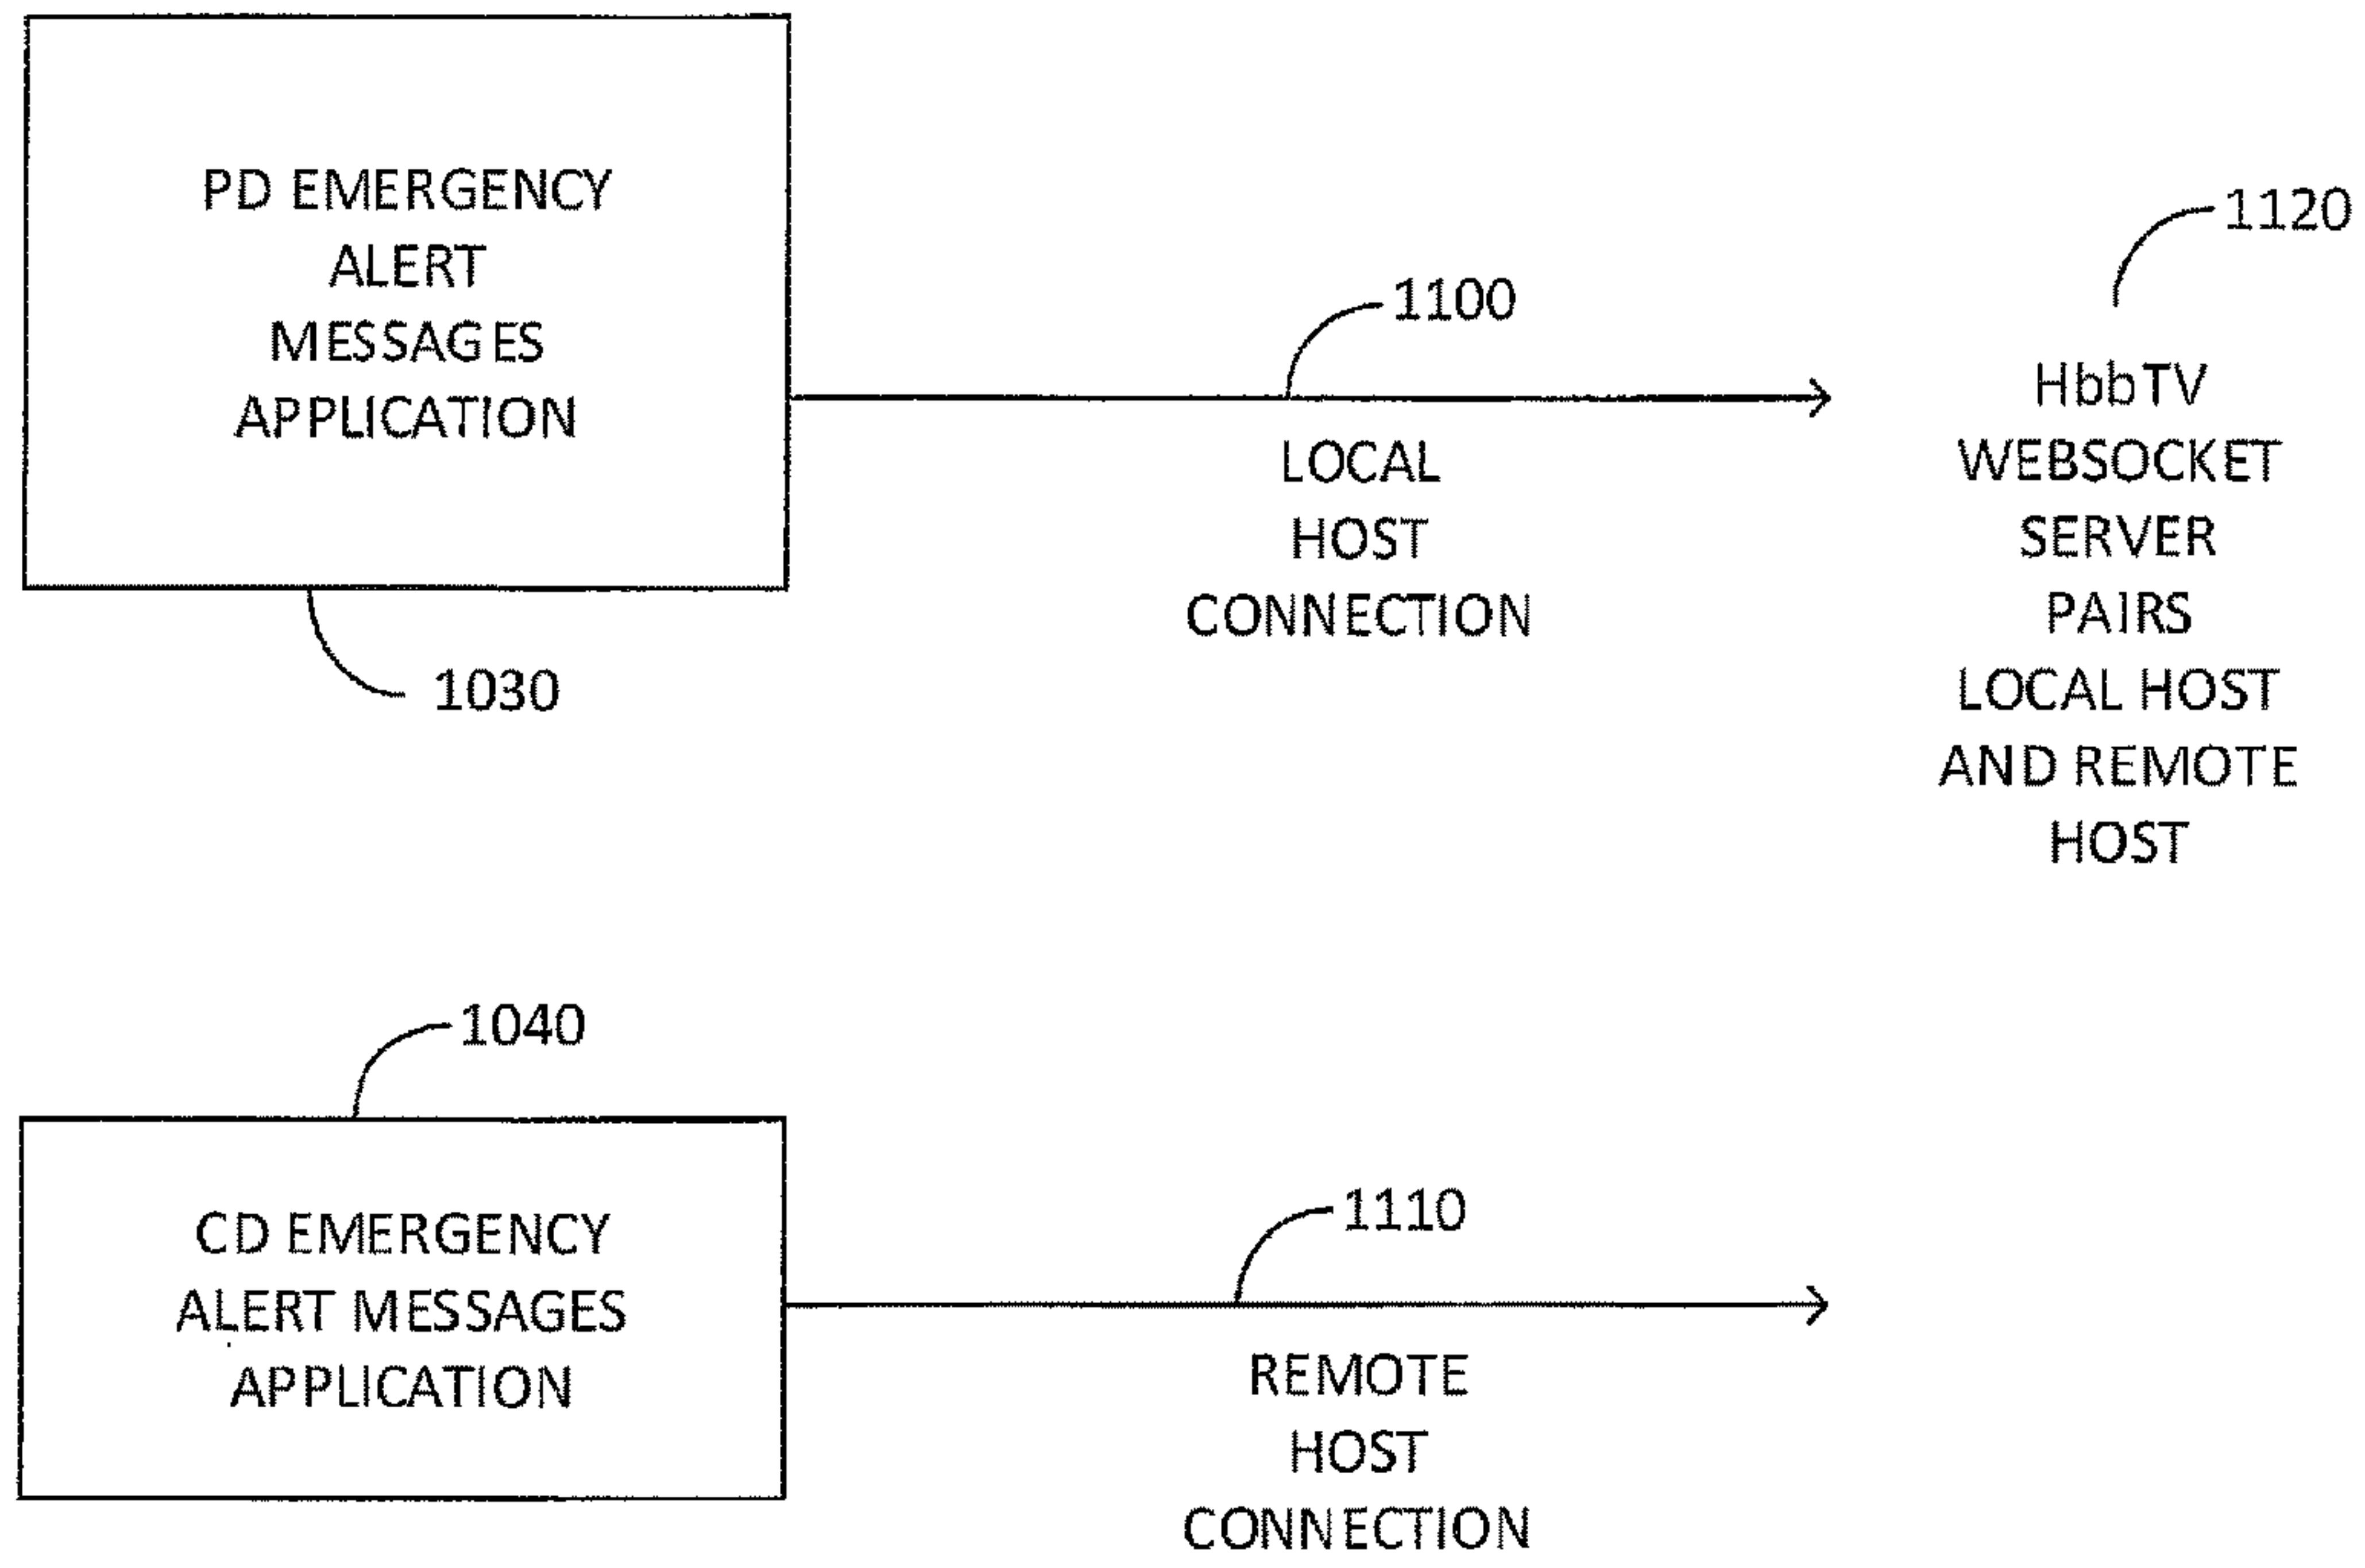 PD EMERGENCY
ALERT
MESSAGES
APPLICATION
1030
1100
LOCAL
HOST
CONNECTION
1120
HbbTV
WEBSOCKET
SERVER
PAIRS
LOCAL HOST
AND REMOTE
HOST
1040
CD EMERGENCY
ALERT MESSAGES
APPLICATION
1110
REMOTE
HOST
CONNECTION